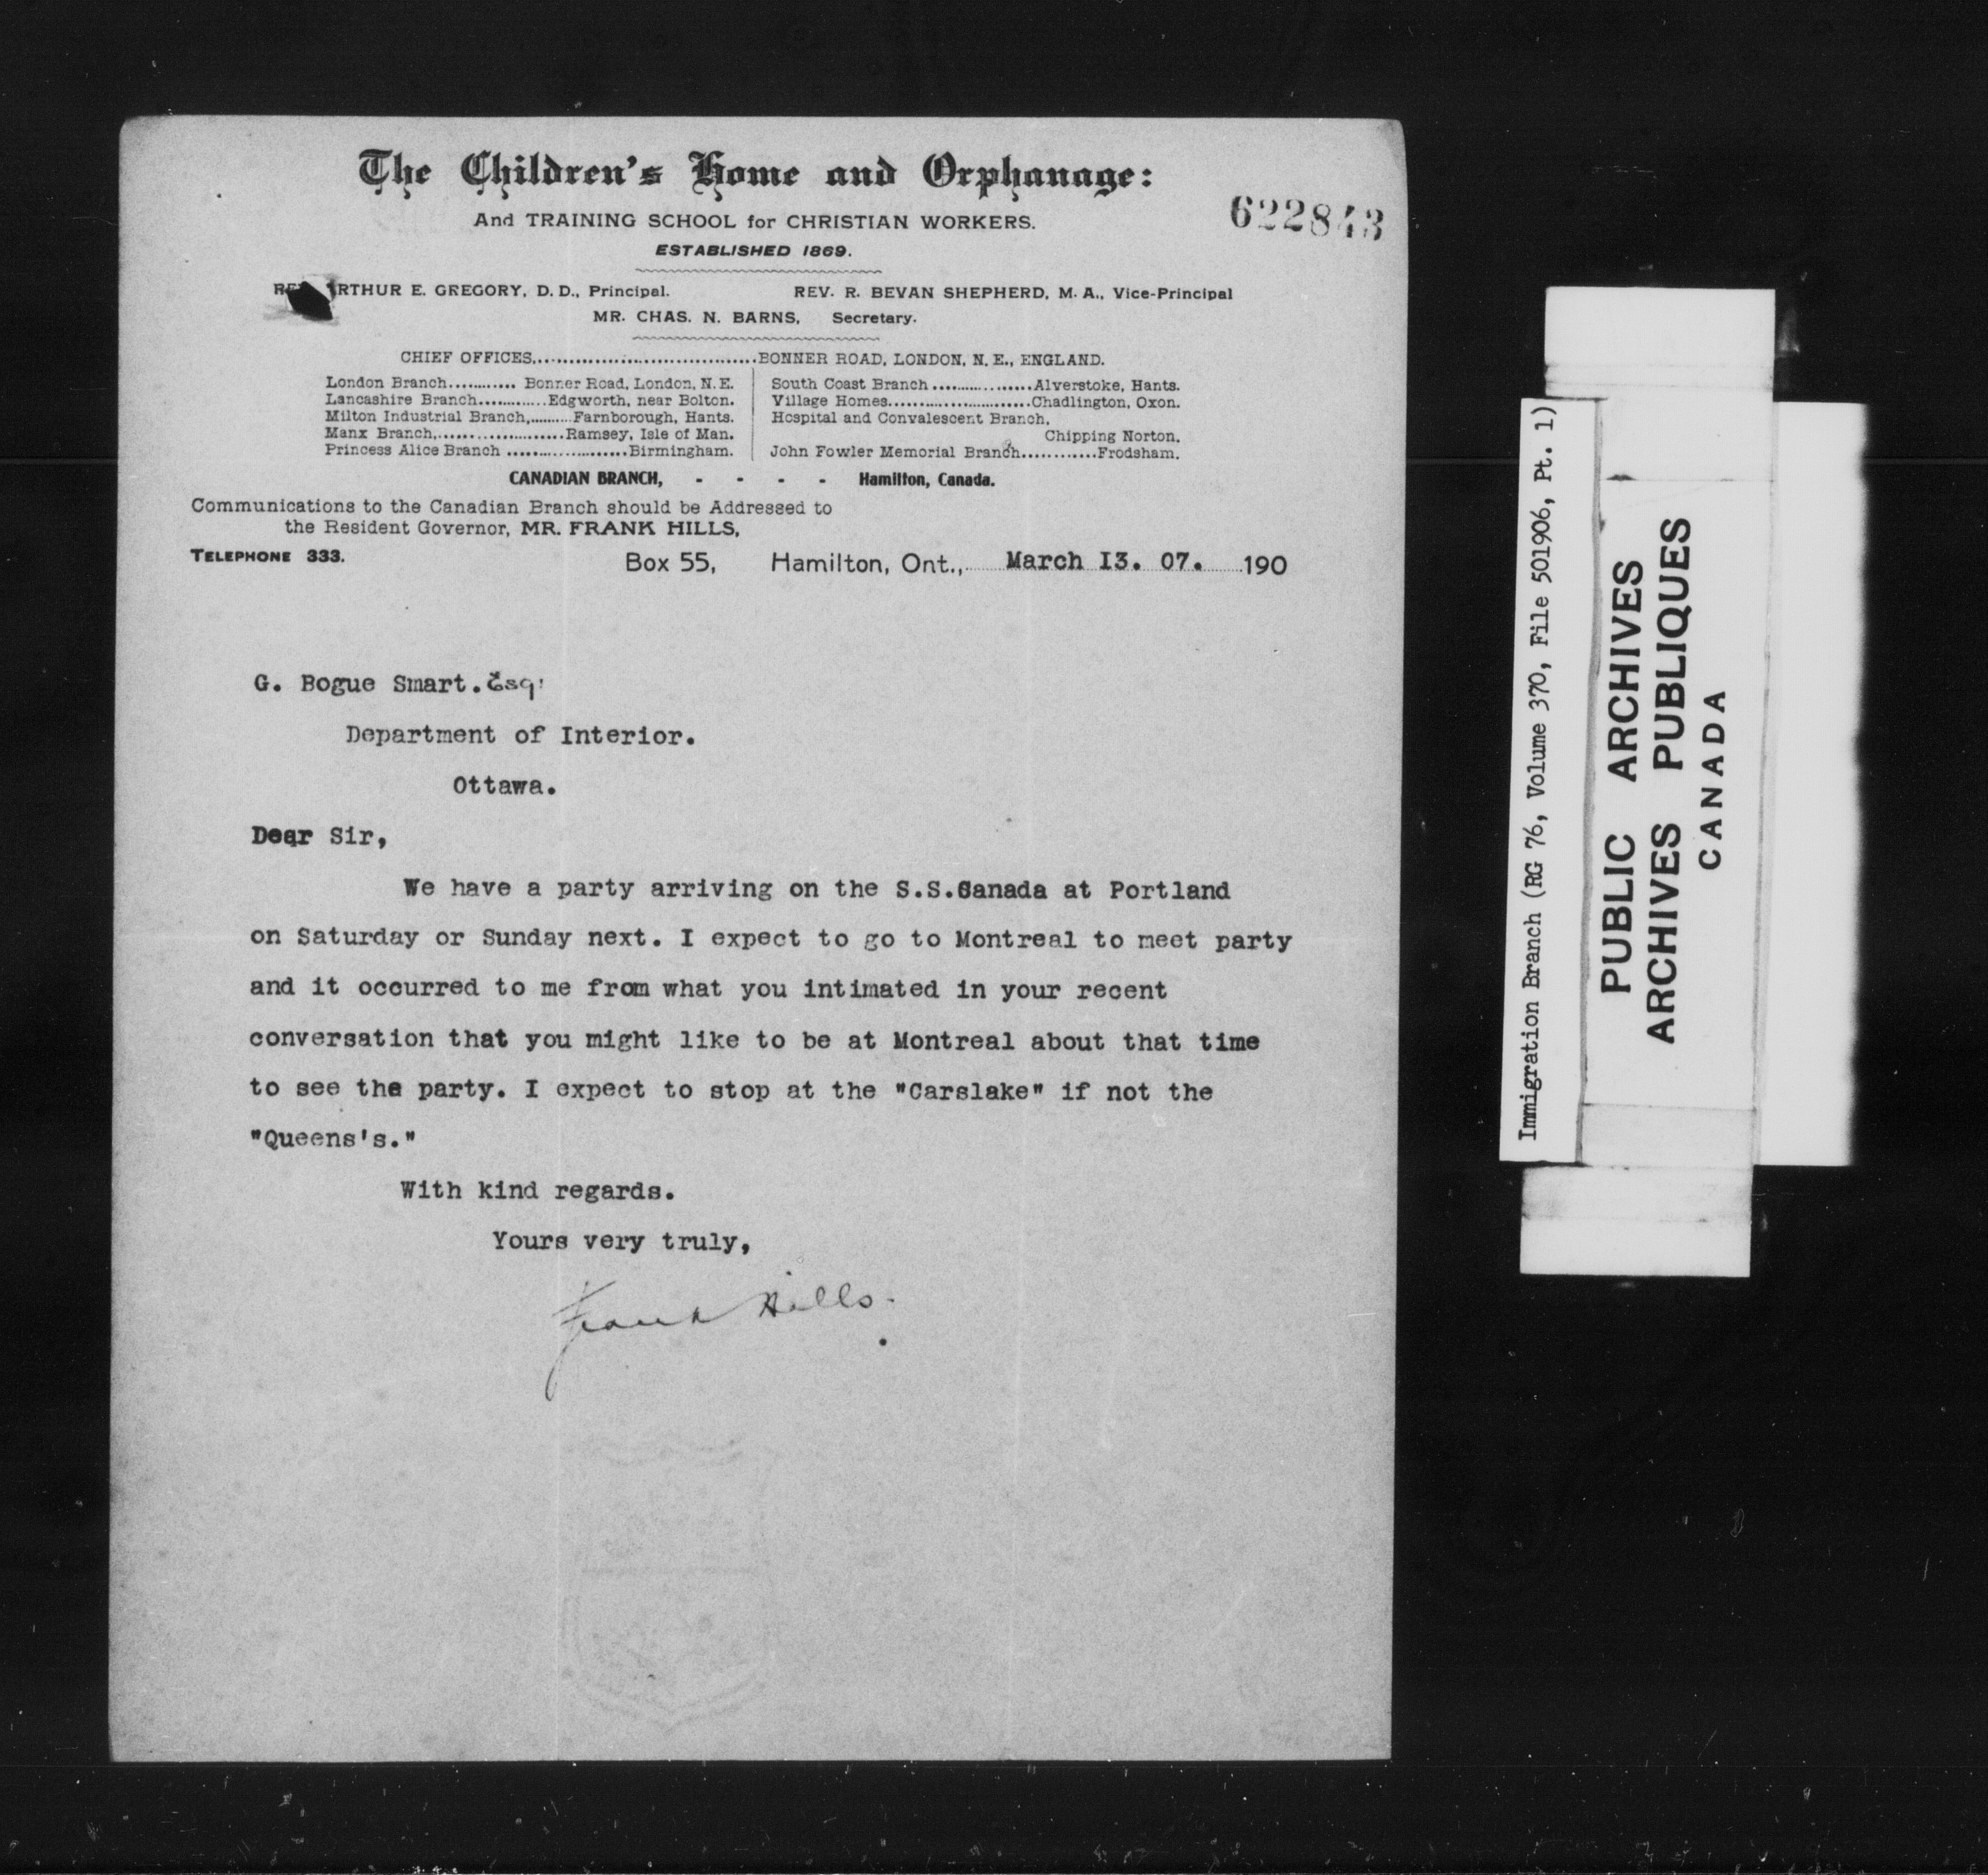 The Children's Home and Orphanage:
622843
And TRAINING SCHOOL for CHRISTIAN WORKERS.
ESTABLISHED 1869.
ARTHUR E. GREGORY, D. D., Principal. REV. R. BEVAN SHEPHERD, M. A., Vice-Principal
MR. CHAS. N. BARNS, Secretary.
CHIEF OFFICES, BONNER ROAD, LONDON, N. E., ENGLAND.
London Branch........... Bonner Road, London, N. E.
Lancashire Branch............Edgworth, near Bolton.
Milton Industrial Branch,..........Farnborough, Hants.
Manx Branch,......................Ramsey, Isle of Man.
Princess Alice Branch .....................Birmingham.
South Coast Branch .................Alverstoke, Hants.
Village Homes........................Chadlington, Oxon.
Hospital and Convalescent Branch,
Chipping Norton.
John Fowler Memorial Branch............Frodsham.
CANADIAN BRANCH, - - - - Hamilton, Canada.
Communications to the Canadian Branch should be Addressed to
the Resident Governor, MR. FRANK HILLS,
TELEPHONE 333.
Box 55, Hamilton, Ont., March I3. 07. 190
G. Bogue Smart. Esq.
Department of Interior.
Ottawa.
Dear Sir,
We have a party arriving on the S.S.Canada at Portland
on Saturday or Sunday next. I expect to go to Montreal to meet party
and it occurred to me from what you intimated in your recent
conversation that you might like to be at Montreal about that time
to see the party. I expect to stop at the "Carslake" if not the
"Queens's."
With kind regards.
Yours very truly,
Frank Hills.
Immigration Branch (RG 76, Volume 370, File 501906, Pt. 1)
PUBLIC ARCHIVES
ARCHIVES PUBLIQUES
CANADA